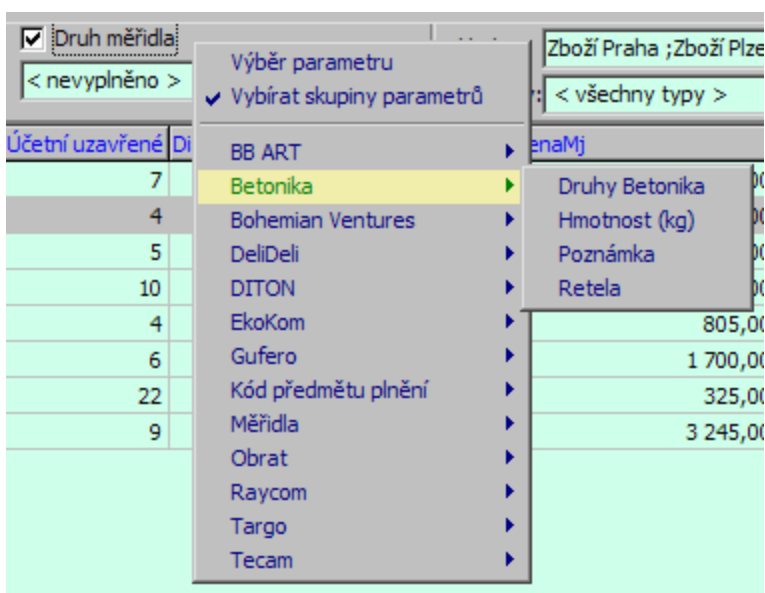 Druh měřidla
< nevyplněno >
Zboží Praha ;Zboží Plze
< všechny typy >
Výběr parametru
Vybírat skupiny parametrů
BB ART
Betonika
Bohemian Ventures
DeliDeli
DITON
EkoKom
Gufero
Kód předmětu plnění
Měřidla
Obrat
Raycom
Targo
Tecam
Druhy Betonika
Hmotnost (kg)
Poznámka
Retela
Účetní uzavřené Di enaMj
7
4
5
10
4 805,00
6 1 700,00
22 325,00
9 3 245,00